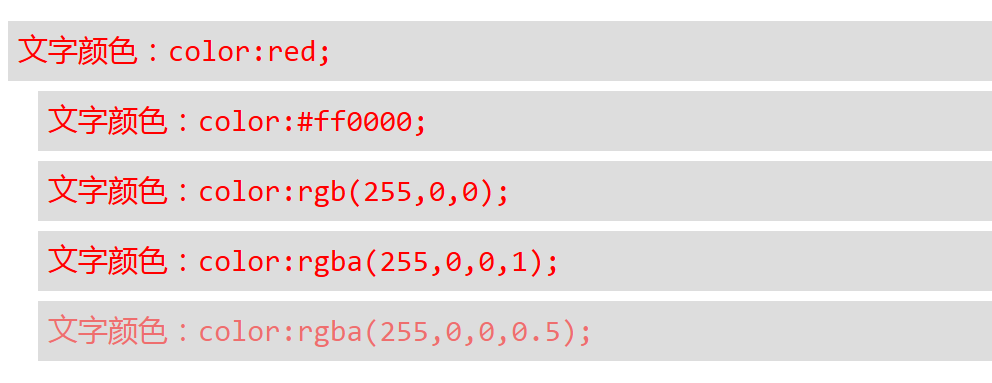 文字颜色：color:red;
文字颜色：color:#ff0000;
文字颜色：color:rgb(255,0,0);
文字颜色：color:rgba(255,0,0,1);
文字颜色：color:rgba(255,0,0,0.5);